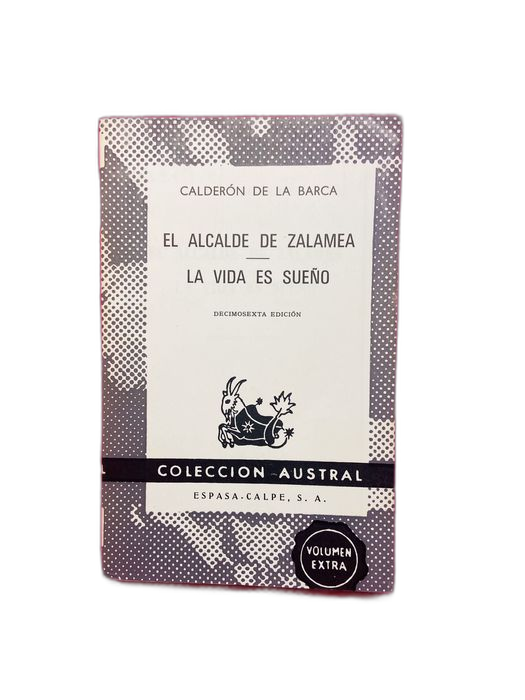 CALDERÓN DE LA BARCA
EL ALCALDE DE ZALAMEA
LA VIDA ES SUEÑO
DECIMOSEXTA EDICIÓN
COLECCION AUSTRAL
ESPASA-CALPE, S. A.
VOLUMEN
EXTRA